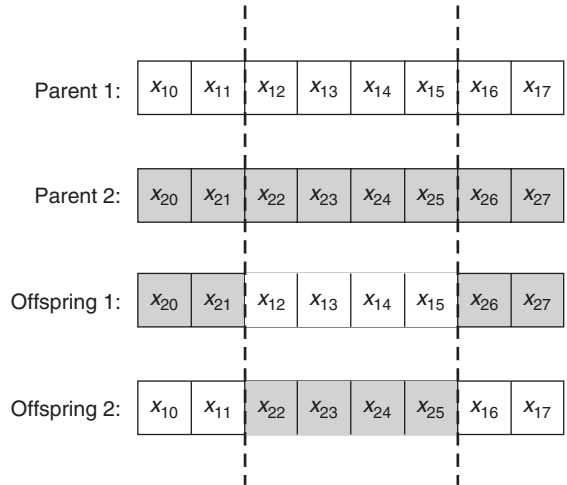 Parent 1: x10 x11 x12 x13 x14 x15 x16 x17
Parent 2: x20 x21 x22 x23 x24 x25 x26 x27
Offspring 1: x20 x21 x12 x13 x14 x15 x26 x27
Offspring 2: x10 x11 x22 x23 x24 x25 x16 x17